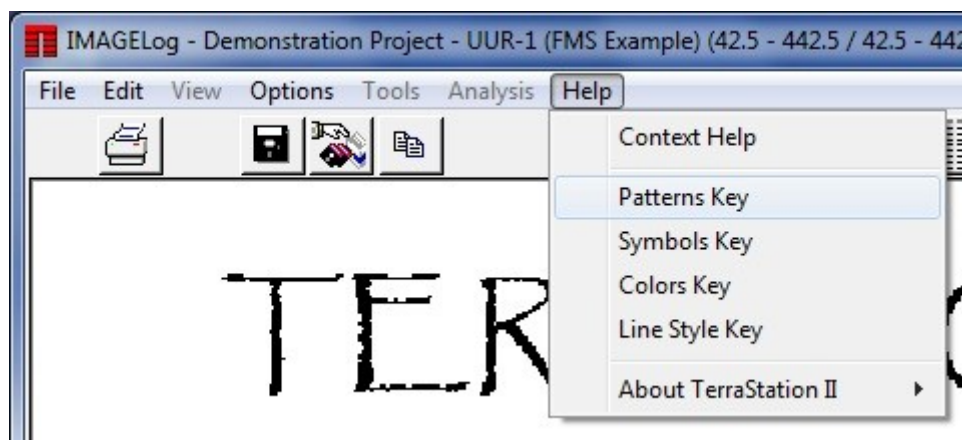 IMAGELog - Demonstration Project - UUR-1 (FMS Example) (42.5 - 442.5 / 42.5 - 442
File Edit View Options Tools Analysis Help
Context Help
Patterns Key
Symbols Key
Colors Key
Line Style Key
About TerraStation II
TER